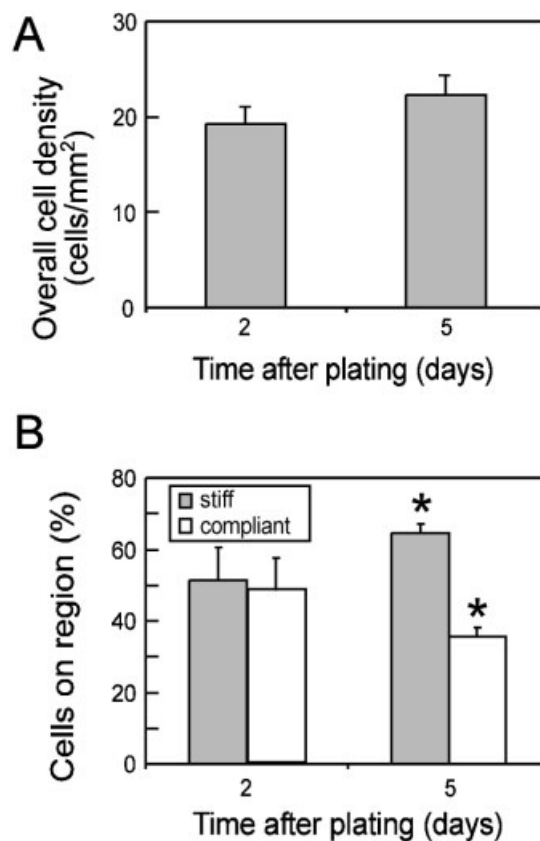 A
Overall cell density
(cells/mm²)
30
20
10
0
2
5
Time after plating (days)
B
Cells on region (%)
80
60
40
20
0
stiff
compliant
*
*
2
5
Time after plating (days)